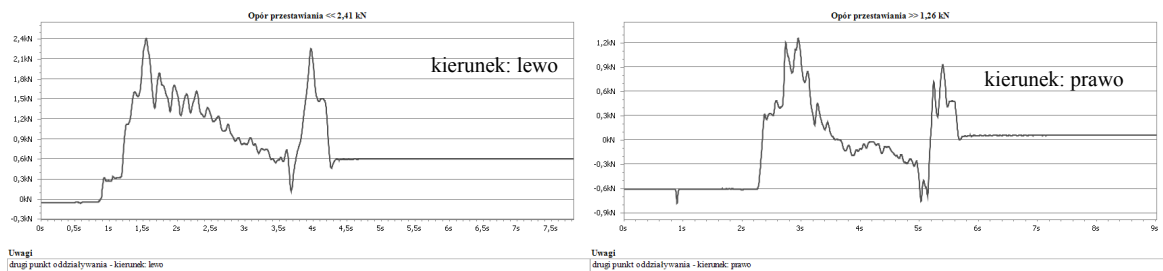 Opór przestawiania << 2,41 kN
2,4kN
2,1kN
1,8kN
1,5kN
1,2kN
0,9kN
0,6kN
0,3kN
0kN
-0,3kN
kierunek: lewo
0s 0,5s 1s 1,5s 2s 2,5s 3s 3,5s 4s 4,5s 5s 5,5s 6s 6,5s 7s 7,5s
Uwagi
drugi punkt oddziaływania - kierunek: lewo
Opór przestawiania >> 1,26 kN
1,2kN
0,9kN
0,6kN
0,3kN
0kN
-0,3kN
-0,6kN
-0,9kN
kierunek: prawo
0s 1s 2s 3s 4s 5s 6s 7s 8s 9s
Uwagi
drugi punkt oddziaływania - kierunek: prawo